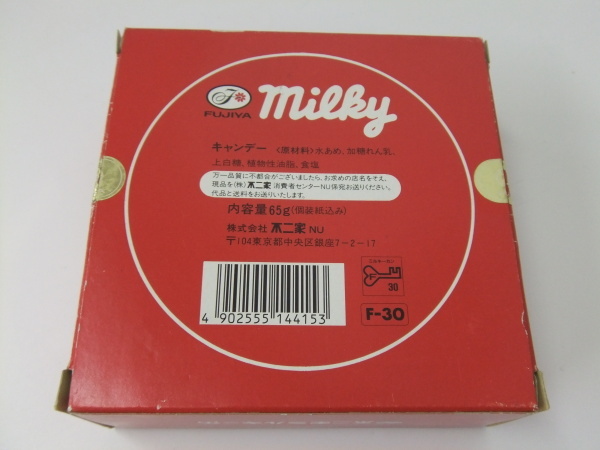 FUJIYA
milky
キャンデー 〈原材料〉水あめ、加糖れん乳、
上白糖、植物性油脂、食塩
万一品質に不都合がございましたら、お求めの店名をそえ、
現品を(株)不二家 消費者センターNU係宛お送りください。
代品と送料をお送りいたします。
内容量65g(個装紙込み)
株式会社 不二家 NU
〒104東京都中央区銀座7-2-17
F
30
4 902555 144153
F-30